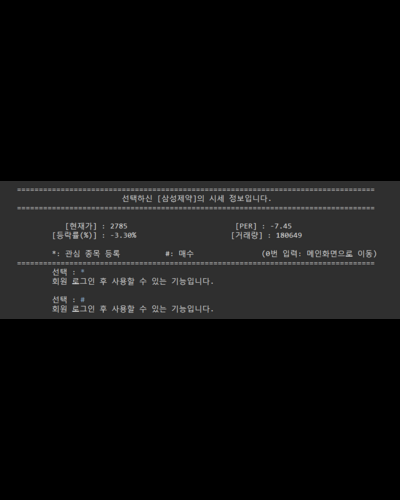 ================================================================================
선택하신 [삼성제약]의 시세 정보입니다.
================================================================================
[현재가] : 2785 [PER] : -7.45
[등락률(%)] : -3.30% [거래량] : 180649
*: 관심 종목 등록 #: 매수 (0번 입력: 메인화면으로 이동)
================================================================================
선택 : *
회원 로그인 후 사용할 수 있는 기능입니다.
선택 : #
회원 로그인 후 사용할 수 있는 기능입니다.